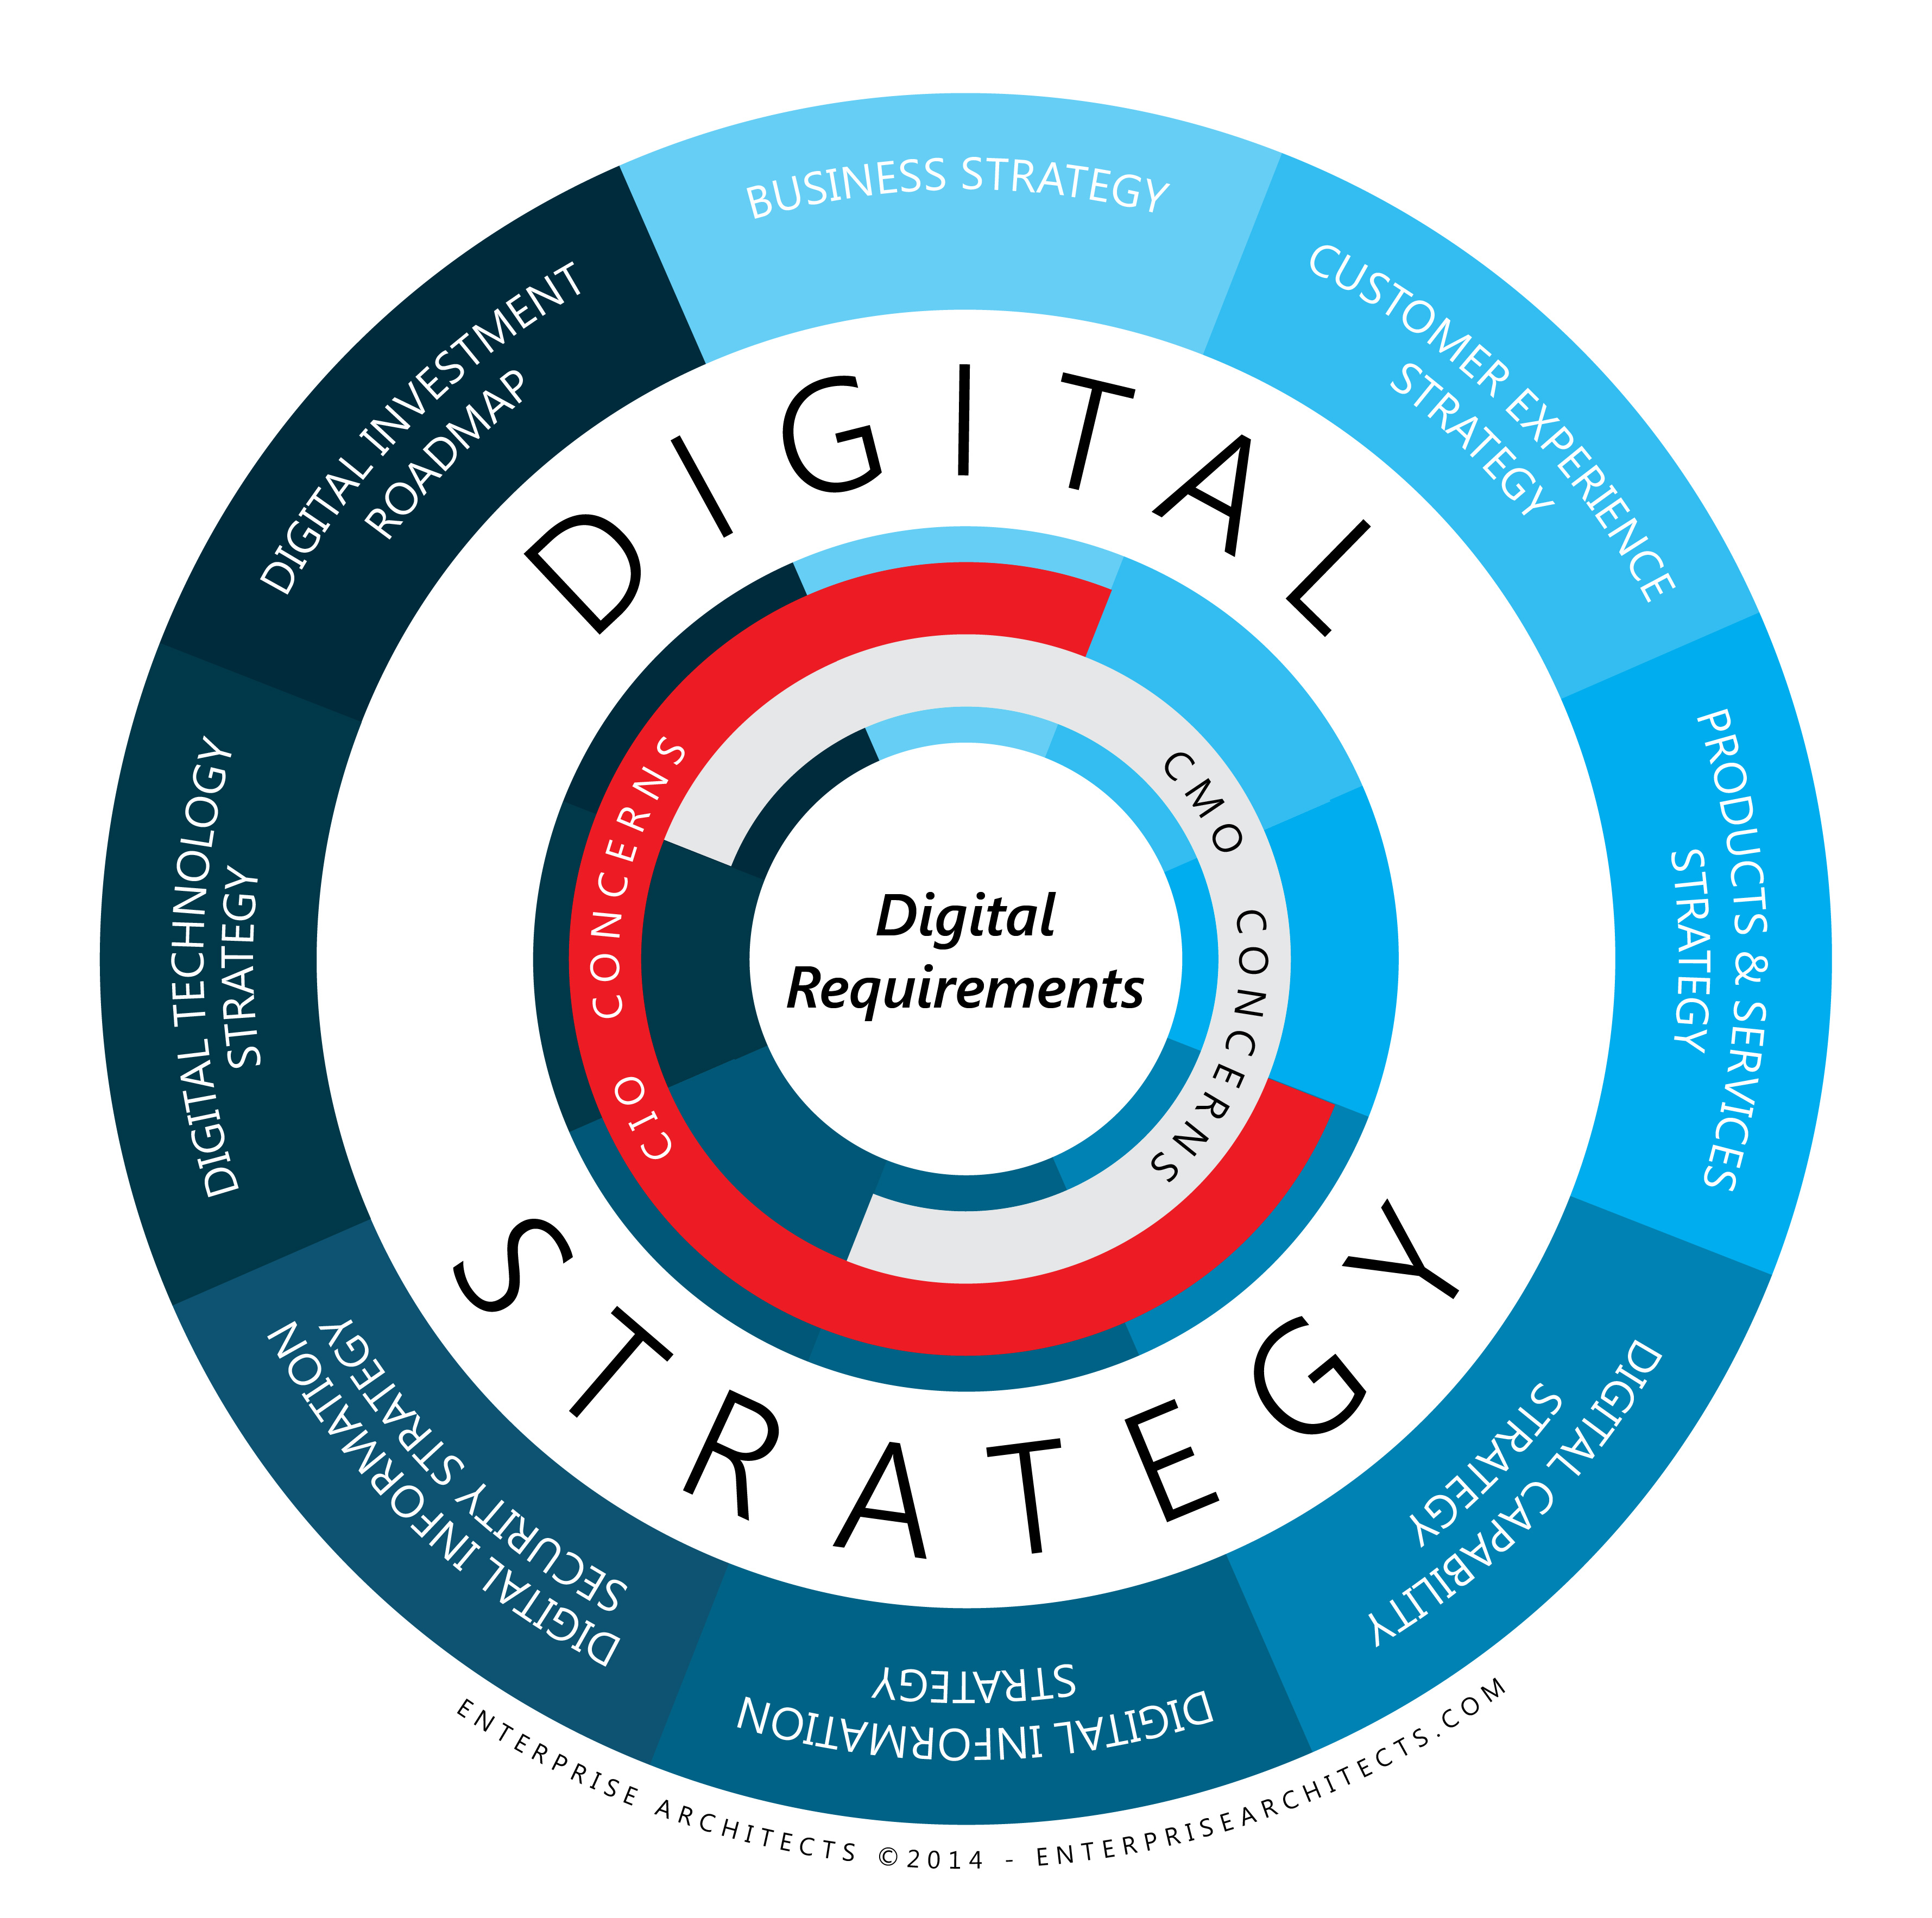 BUSINESS STRATEGY
CUSTOMER EXPERIENCE
STRATEGY
PRODUCTS & SERVICES
STRATEGY
DIGITAL CAPABILITY
STRATEGY
DIGITAL INFORMATION
STRATEGY
DIGITAL INFORMATION
SECURITY STRATEGY
DIGITAL TECHNOLOGY
STRATEGY
DIGITAL INVESTMENT
ROADMAP
DIGITAL
STRATEGY
CIO CONCERNS
CMO CONCERNS
Digital
Requirements
ENTERPRISE ARCHITECTS ©2014 - ENTERPRISEARCHITECTS.COM